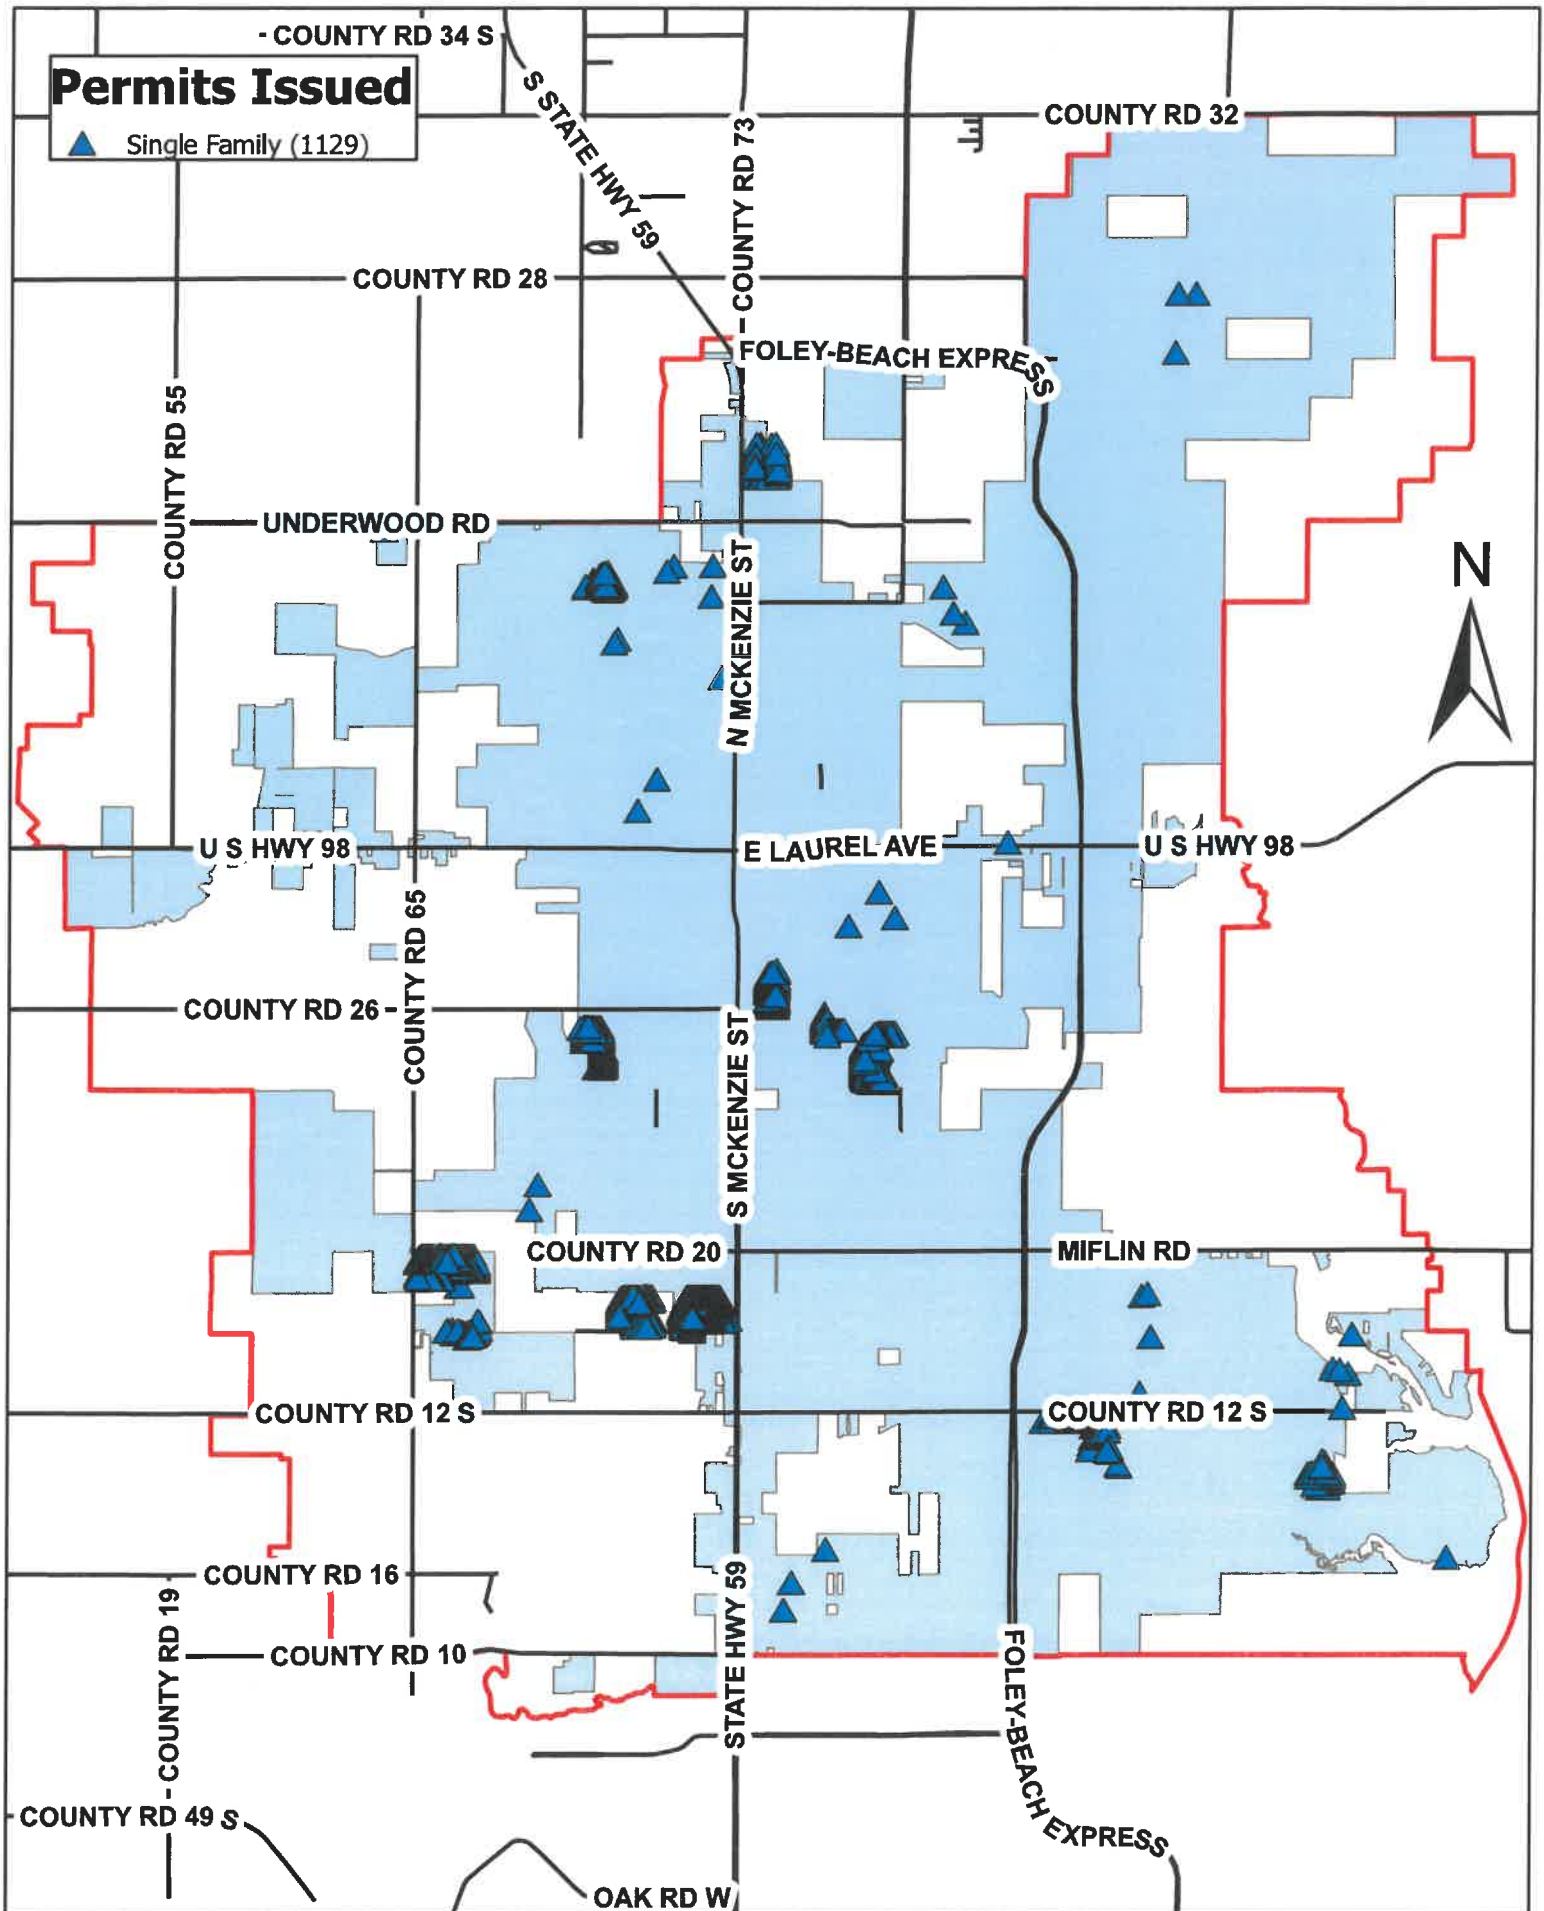 COUNTY RD 34 S
Permits Issued
Single Family (1129)
S STATE HWY 59
COUNTY RD 73
COUNTY RD 32
COUNTY RD 28
FOLEY-BEACH EXPRESS
COUNTY RD 55
UNDERWOOD RD
N MCKENZIE ST
N
U S HWY 98
E LAUREL AVE
U S HWY 98
COUNTY RD 65
COUNTY RD 26
S MCKENZIE ST
COUNTY RD 20
MIFLIN RD
COUNTY RD 12 S
COUNTY RD 12 S
COUNTY RD 16
COUNTY RD 19
STATE HWY 59
COUNTY RD 10
FOLEY-BEACH EXPRESS
COUNTY RD 49 S
OAK RD W